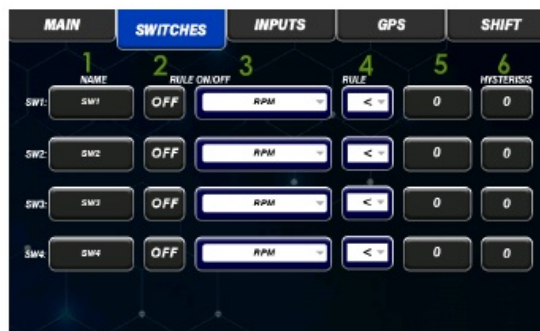 MAIN SWITCHES INPUTS GPS SHIFT
1 2 3 4 5 6
NAME RULE ON/OFF RULE HYSTERISIS
SW1: SW1 OFF RPM < 0 0
SW2: SW2 OFF RPM < 0 0
SW3: SW3 OFF RPM < 0 0
SW4: SW4 OFF RPM < 0 0